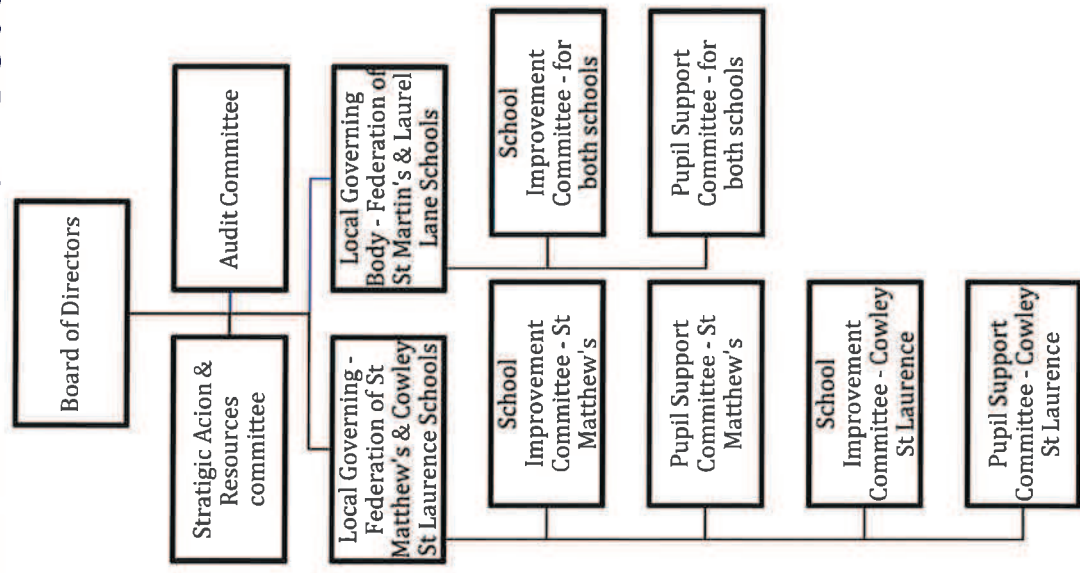 Board of Directors
Stratigic Acion &
Resources
committee
Audit Committee
Local Governing -
Federation of St
Matthew's & Cowley
St Laurence Schools
Local Governing
Body - Federation of
St Martin's & Laurel
Lane Schools
School
Improvement
Committee - St
Matthew's
Pupil Support
Committee - St
Matthew's
School
Improvement
Committee - Cowley
St Laurence
Pupil Support
Committee - Cowley
St Laurence
School
Improvement
Committee - for
both schools
Pupil Support
Committee - for
both schools